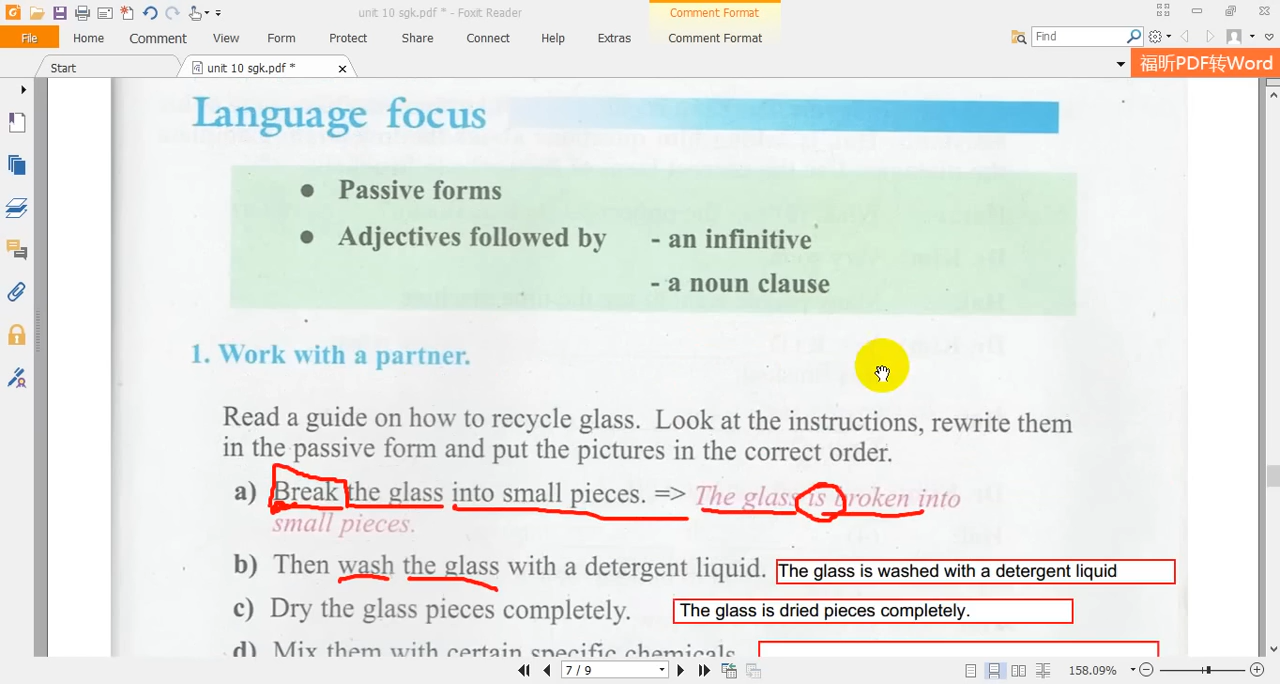 unit 10 sgk.pdf * - Foxit Reader
Comment Format
File Home Comment View Form Protect Share Connect Help Extras Comment Format
Find
Start
unit 10 sgk.pdf *
福昕PDF转Word
Language focus
● Passive forms
● Adjectives followed by - an infinitive
- a noun clause
1. Work with a partner.
Read a guide on how to recycle glass. Look at the instructions, rewrite them
in the passive form and put the pictures in the correct order.
a) Break the glass into small pieces. => The glass is broken into
small pieces.
b) Then wash the glass with a detergent liquid. The glass is washed with a detergent liquid
c) Dry the glass pieces completely. The glass is dried pieces completely.
d) Mix them with certain specific chemicals.
7 / 9
158.09%